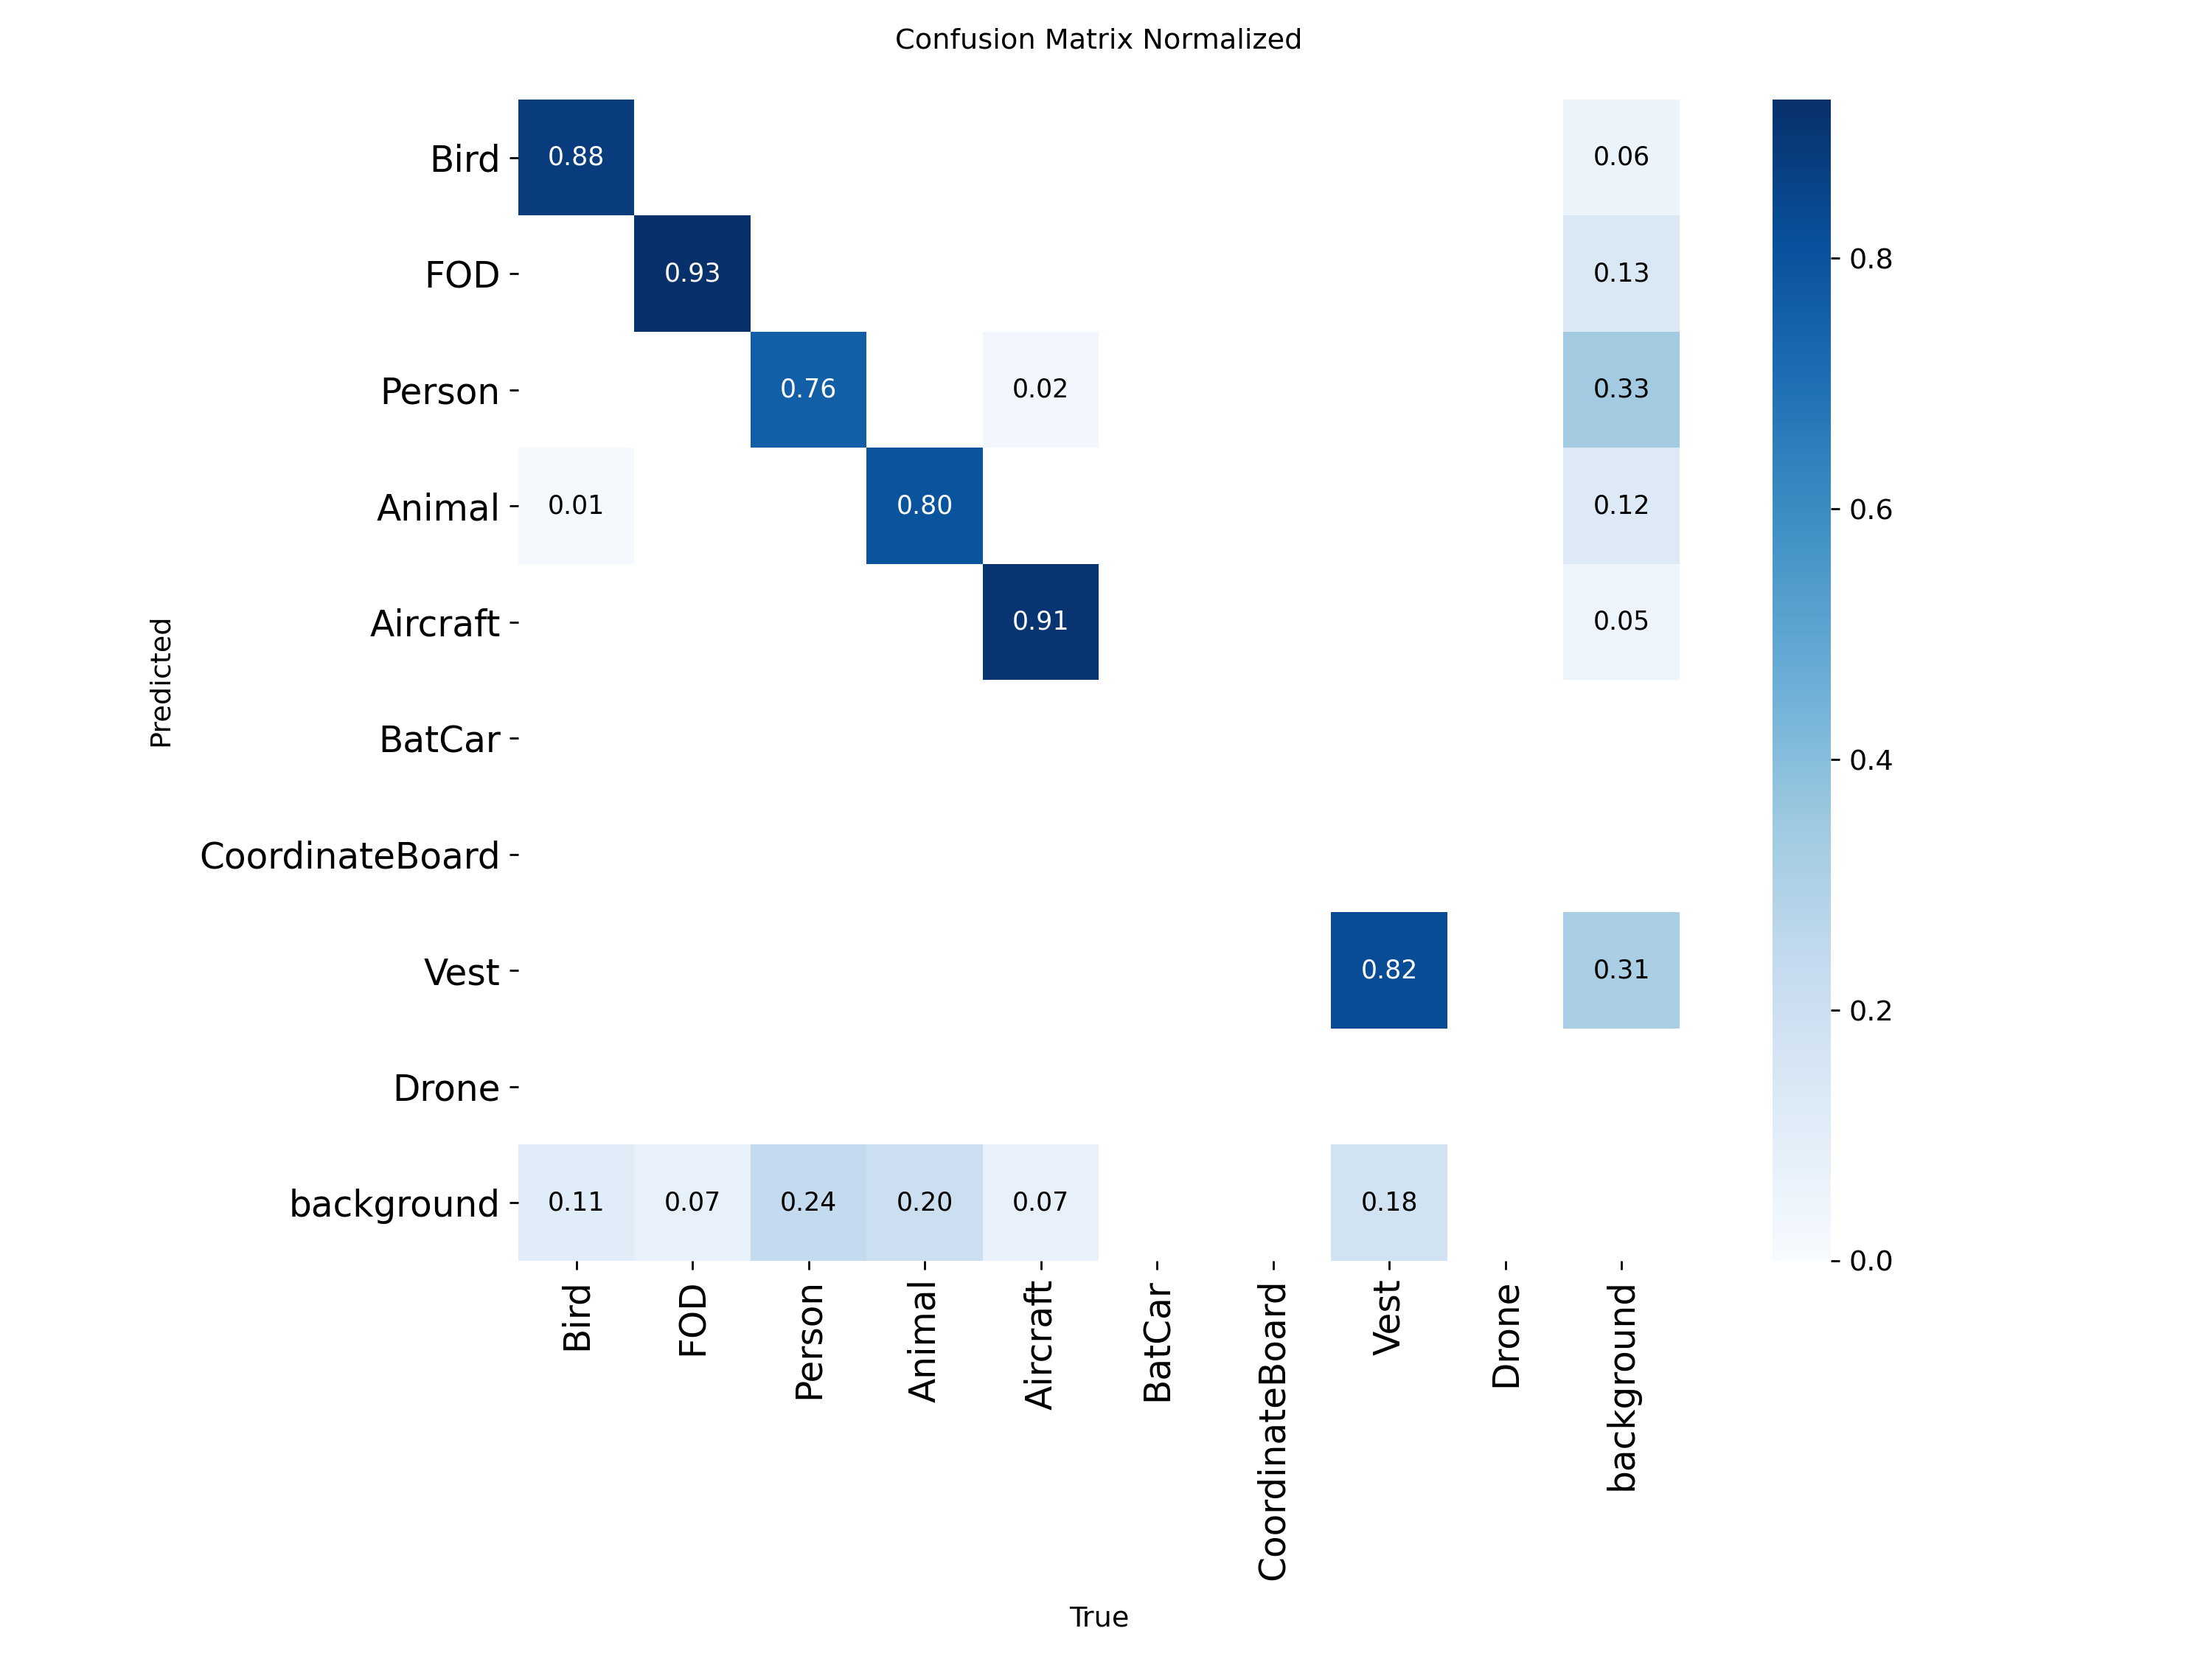 Confusion Matrix Normalized
Bird 0.88 0.06
FOD 0.93 0.13 0.8
Person 0.76 0.02 0.33
Animal 0.01 0.80 0.12 0.6
Aircraft 0.91 0.05
Predicted
BatCar 0.4
CoordinateBoard
Vest 0.82 0.31 0.2
Drone
background 0.11 0.07 0.24 0.20 0.07 0.18 0.0
Bird FOD Person Animal Aircraft BatCar CoordinateBoard Vest Drone background
True